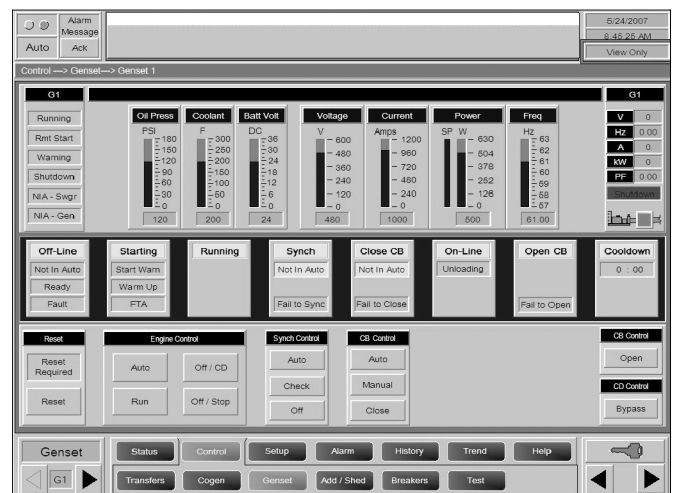 Alarm
Message
5/24/2007
8:45:25 AM
Auto
Ack
View Only
Control ---> Genset---> Genset 1
G1
G1
Running
Rmt Start
Warning
Shutdown
NIA - Swgr
NIA - Gen
Oil Press
PSI
180
150
120
90
60
30
0
120
Coolant
F
300
250
200
150
100
50
0
200
Batt Volt
DC
36
30
24
18
12
6
0
24
Voltage
V
600
480
360
240
120
0
480
Current
Amps
1200
960
720
480
240
0
1000
Power
SP W
630
504
378
252
126
0
500
Freq
Hz
63
62
61
60
59
58
57
61.00
V 0
Hz 0.00
A 0
kW 0
PF 0.00
Shutdown
Off-Line
Not In Auto
Ready
Fault
Starting
Start Warn
Warm Up
FTA
Running
Synch
Not In Auto
Fail to Sync
Close CB
Not In Auto
Fail to Close
On-Line
Unloading
Open CB
Fail to Open
Cooldown
0 : 00
Reset
Reset
Required
Reset
Engine Control
Auto
Off / CD
Run
Off / Stop
Synch Control
Auto
Check
Off
CB Control
Auto
Manual
Close
CB Control
Open
CD Control
Bypass
Genset
G1
Status
Control
Setup
Alarm
History
Trend
Help
Transfers
Cogen
Genset
Add / Shed
Breakers
Test